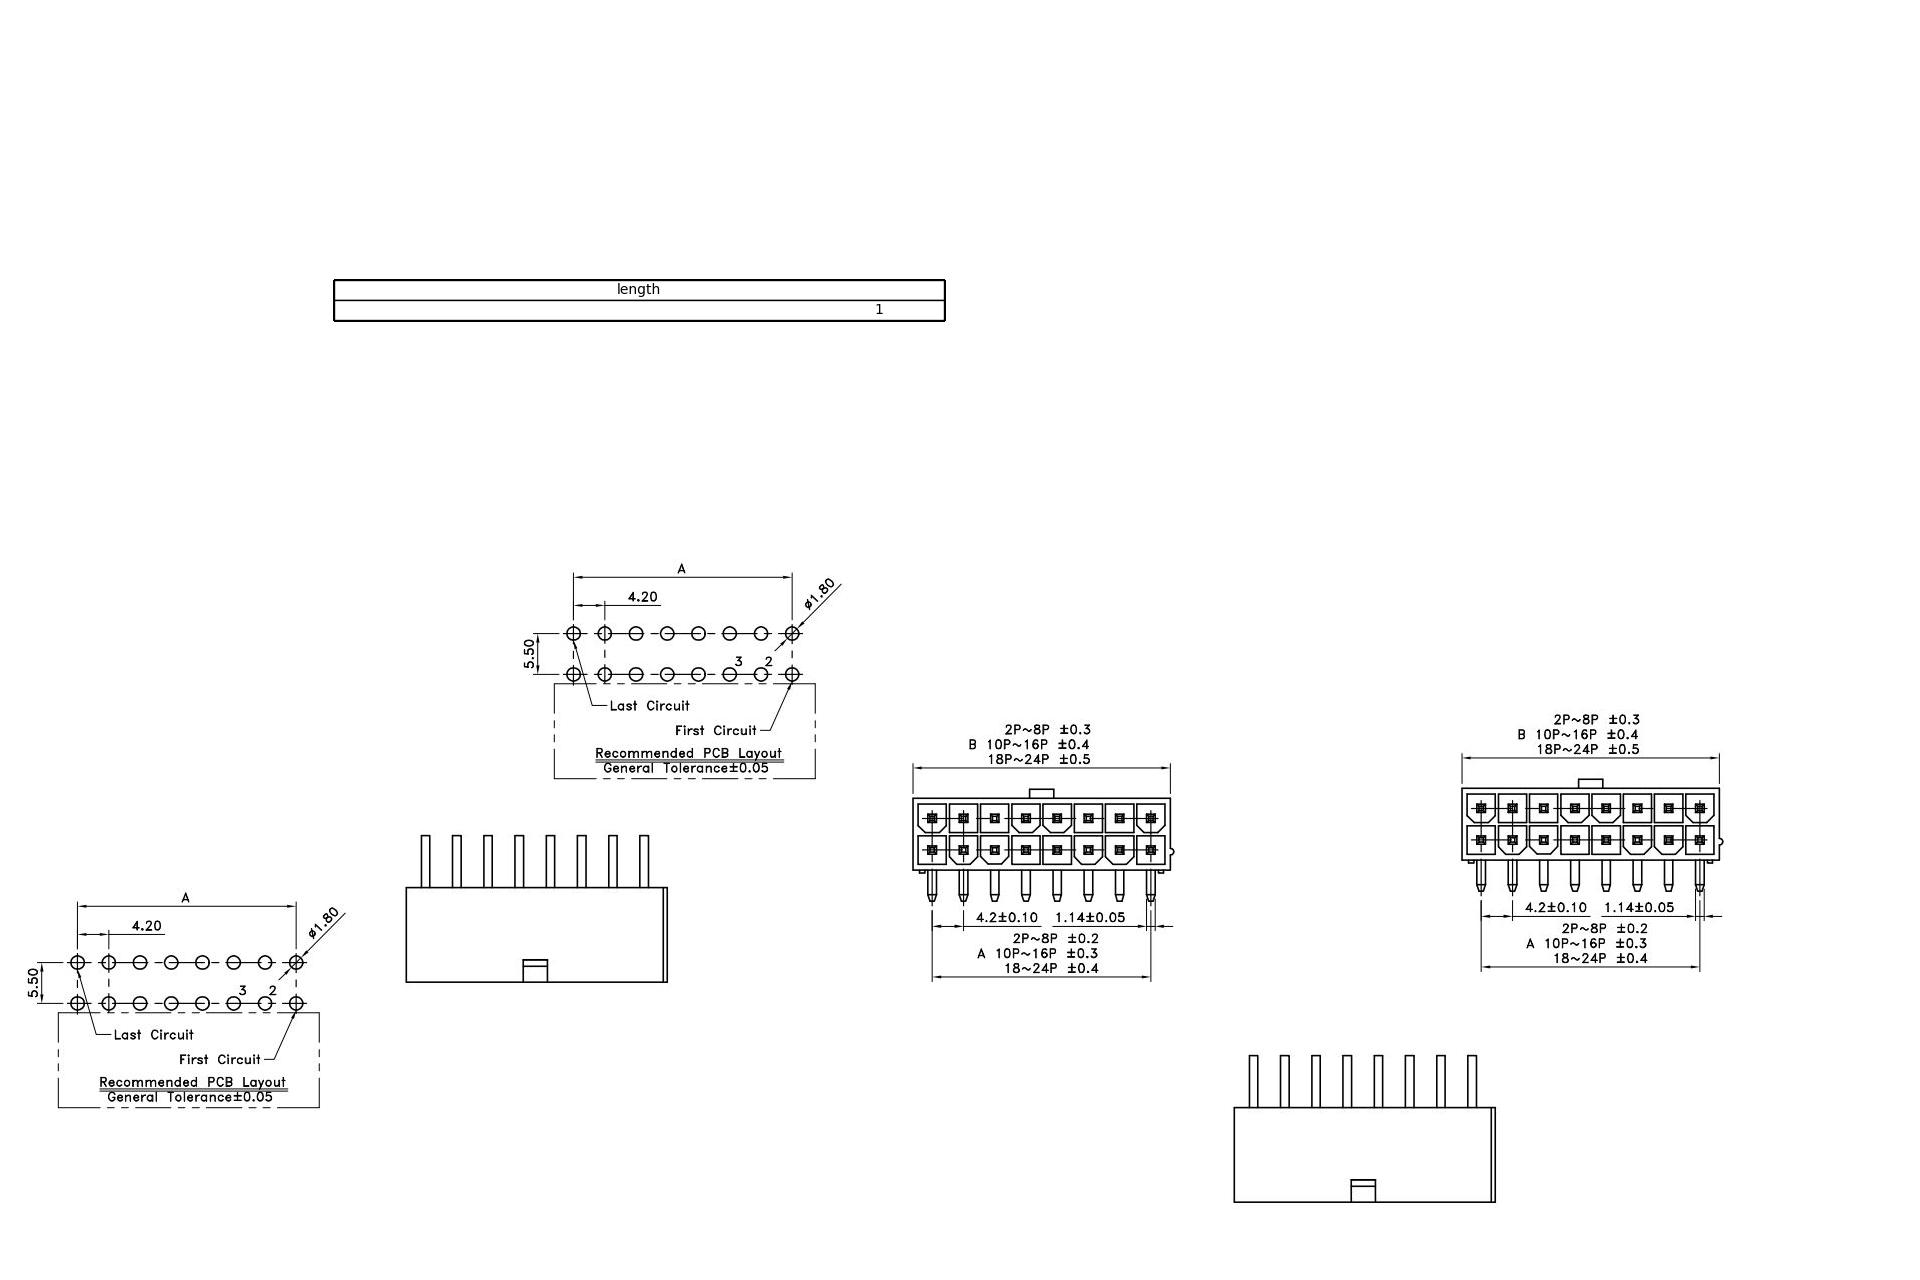 length
1
A
4.20
ø1.80
5.50
3 2
Last Circuit
First Circuit
Recommended PCB Layout
General Tolerance±0.05
2P~8P ±0.3
B 10P~16P ±0.4
18P~24P ±0.5
4.2±0.10 1.14±0.05
2P~8P ±0.2
A 10P~16P ±0.3
18~24P ±0.4
2P~8P ±0.3
B 10P~16P ±0.4
18P~24P ±0.5
4.2±0.10 1.14±0.05
2P~8P ±0.2
A 10P~16P ±0.3
18~24P ±0.4
A
4.20
ø1.80
5.50
3 2
Last Circuit
First Circuit
Recommended PCB Layout
General Tolerance±0.05